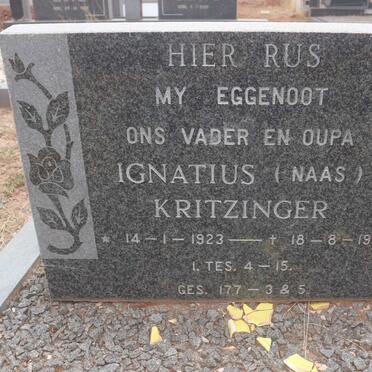 HIER RUS
MY EGGENOOT
ONS VADER EN OUPA
IGNATIUS (NAAS)
KRITZINGER
* 14-1-1923 — † 18-8-19
1. TES. 4-15.
GES. 177-3 & 5.